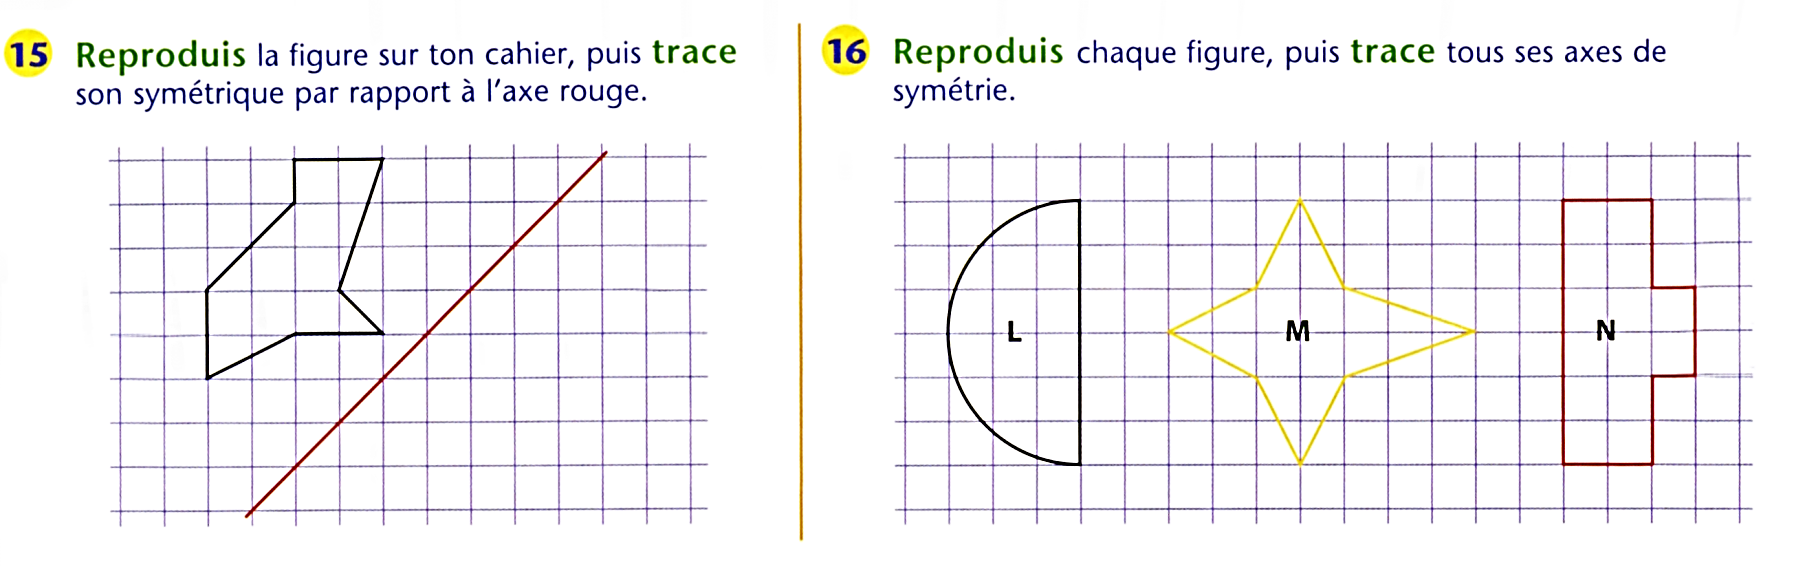 15 Reproduis la figure sur ton cahier, puis trace
son symétrique par rapport à l'axe rouge.
16 Reproduis chaque figure, puis trace tous ses axes de
symétrie.
L
M
N